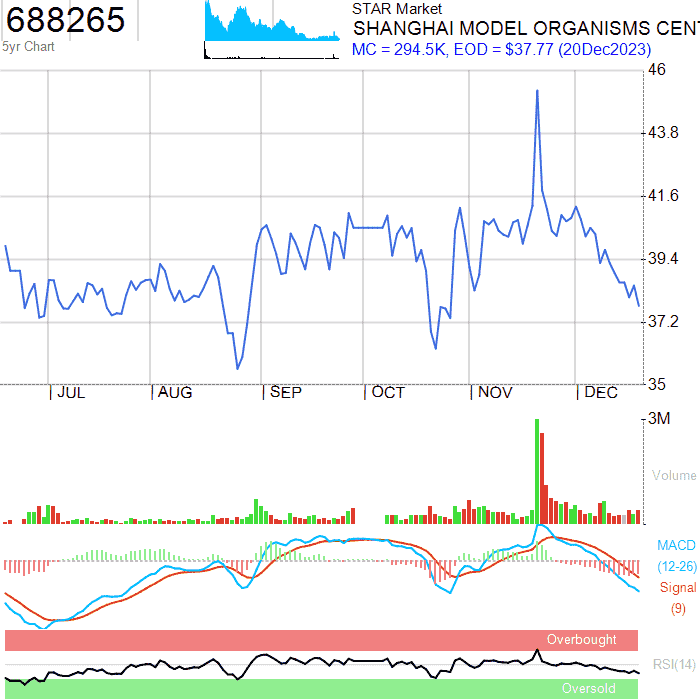 688265
5yr Chart
STAR Market
SHANGHAI MODEL ORGANISMS CENT
MC = 294.5K, EOD = $37.77 (20Dec2023)
46
43.8
41.6
39.4
37.2
35
JUL AUG SEP OCT NOV DEC
3M
Volume
MACD
(12-26)
Signal
(9)
Overbought
RSI(14)
Oversold